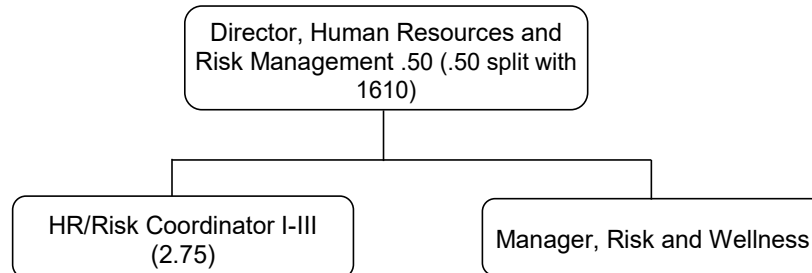 Director, Human Resources and
Risk Management .50 (.50 split with
1610)
HR/Risk Coordinator I-III
(2.75)
Manager, Risk and Wellness